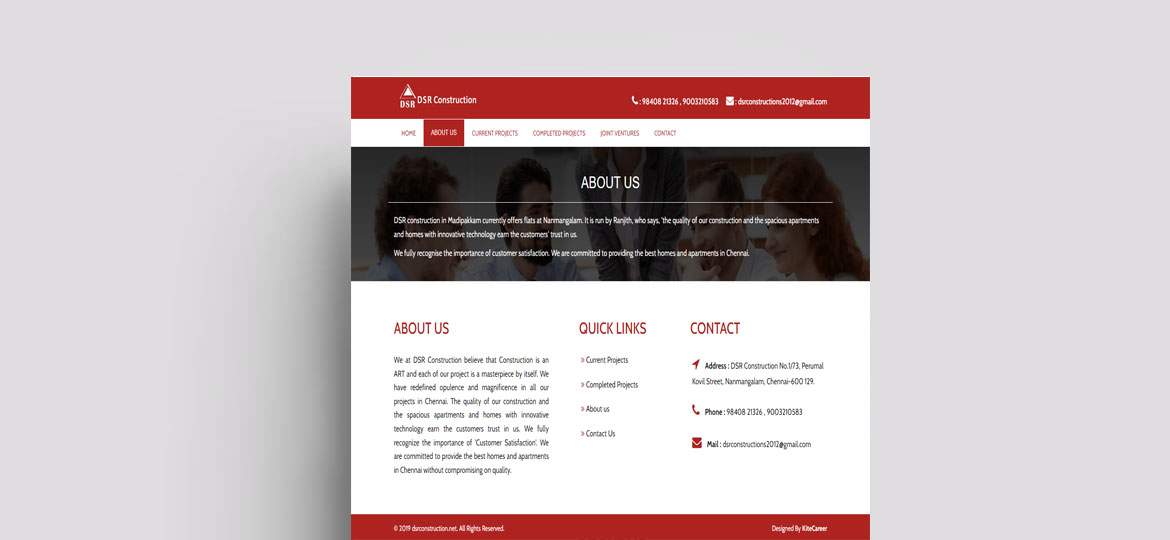 DSR DSR Construction
: 98408 21326 , 9003210583 : dsrconstructions2012@gmail.com
HOME ABOUT US CURRENT PROJECTS COMPLETED PROJECTS JOINT VENTURES CONTACT
ABOUT US
DSR construction in Madipakkam currently offers flats at Nanmangalam. It is run by Ranjith, who says, 'the quality of our construction and the spacious apartments
and homes with innovative technology earn the customers' trust in us.
We fully recognise the importance of customer satisfaction. We are committed to providing the best homes and apartments in Chennai.
ABOUT US
We at DSR Construction believe that Construction is an
ART and each of our project is a masterpiece by itself. We
have redefined opulence and magnificence in all our
projects in Chennai. The quality of our construction and
the spacious apartments and homes with innovative
technology earn the customers trust in us. We fully
recognize the importance of 'Customer Satisfaction'. We
are committed to provide the best homes and apartments
in Chennai without compromising on quality.
QUICK LINKS
» Current Projects
» Completed Projects
» About us
» Contact Us
CONTACT
Address : DSR Construction No.1/73, Perumal
Kovil Street, Nanmangalam, Chennai-600 129.
Phone : 98408 21326 , 9003210583
Mail : dsrconstructions2012@gmail.com
© 2019 dsrconstruction.net. All Rights Reserved.
Designed By KiteCareer